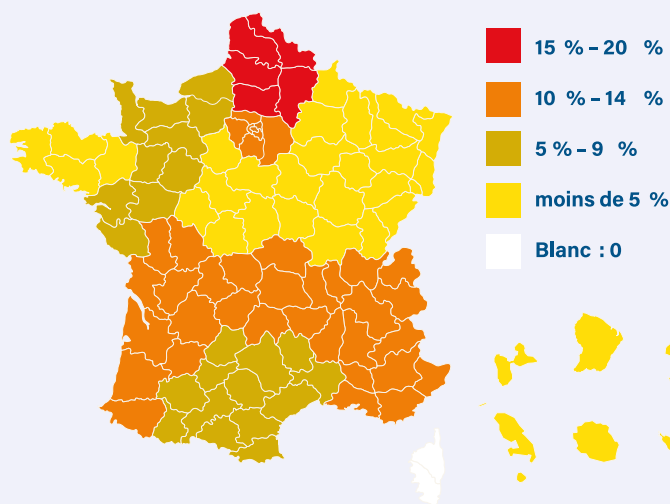 15 % – 20 %
10 % – 14 %
5 % – 9 %
moins de 5 %
Blanc : 0